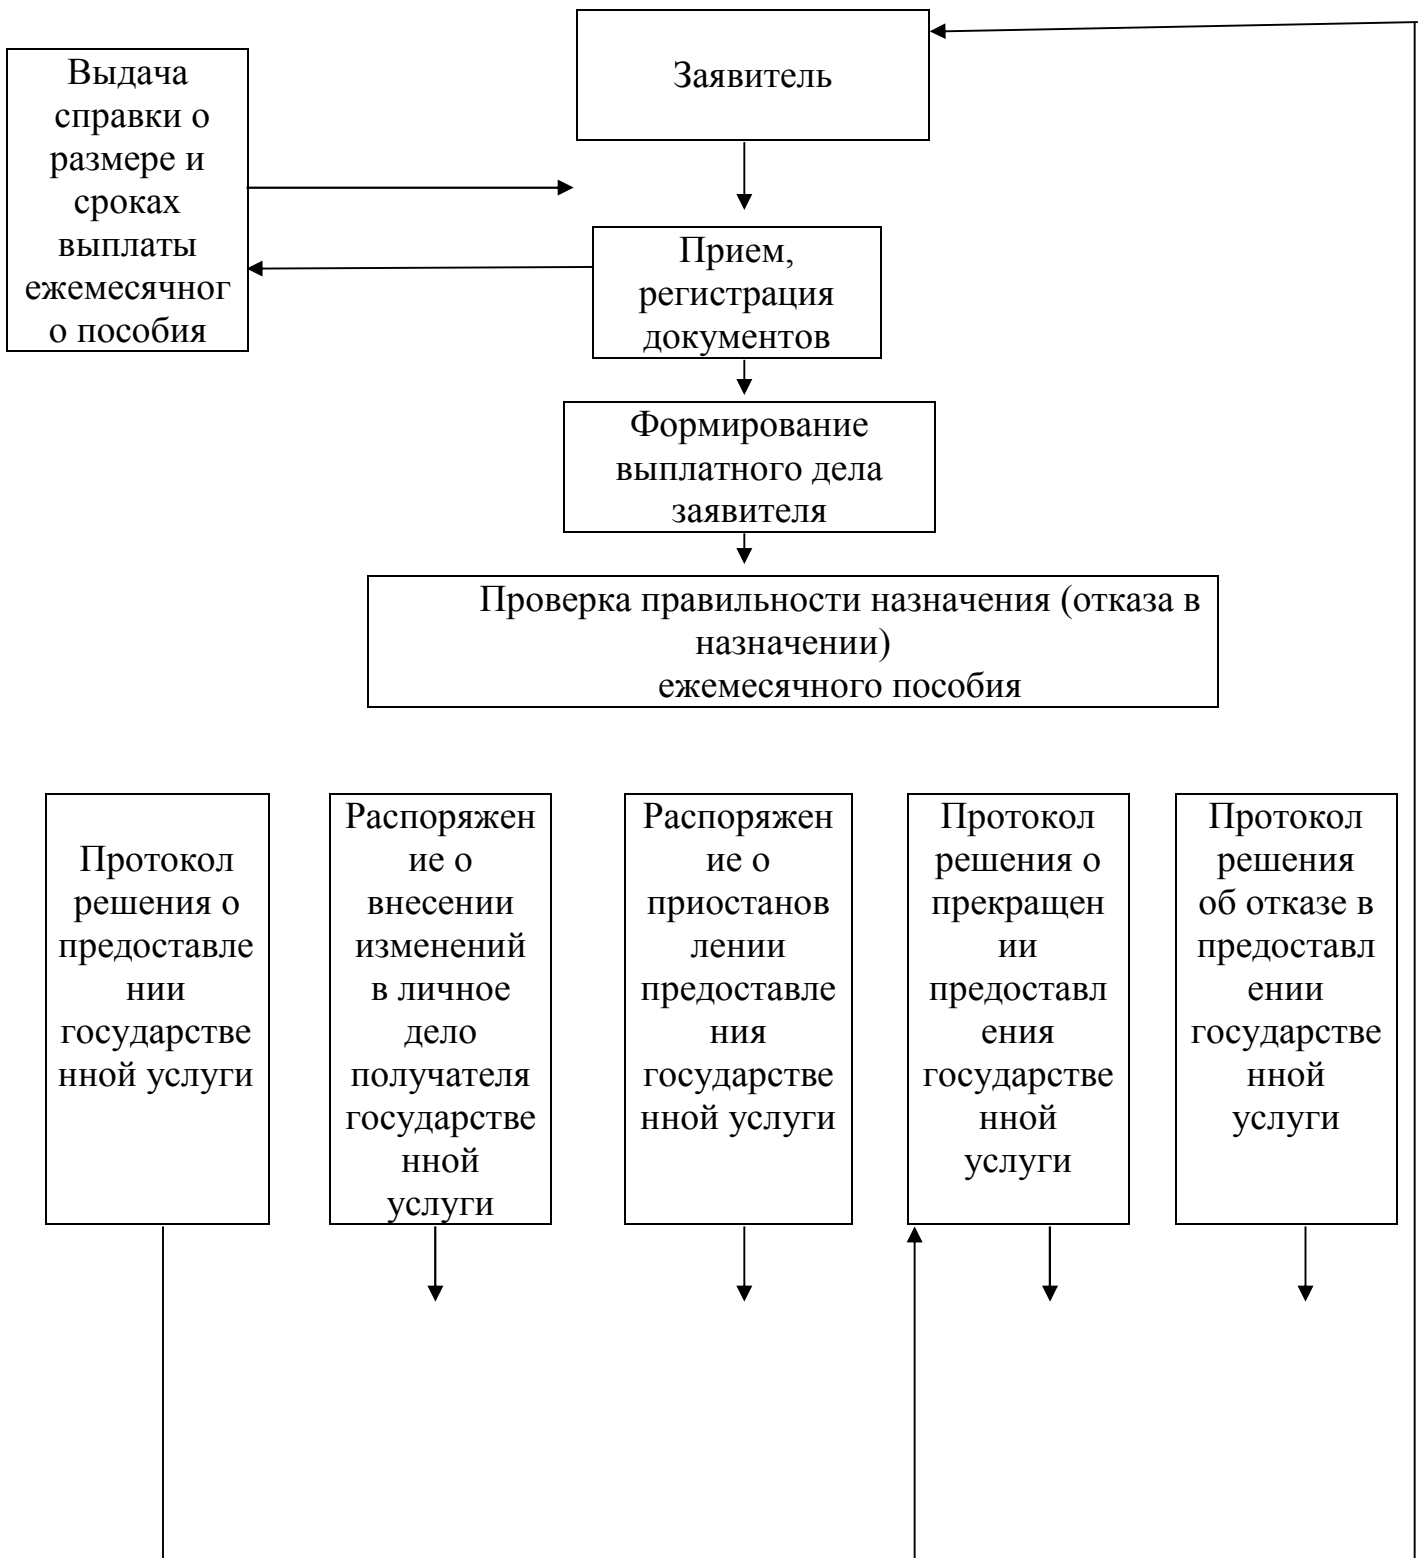 Заявитель
Выдача
справки о
размере и
сроках
выплаты
ежемесячног
о пособия
Прием,
регистрация
документов
Формирование
выплатного дела
заявителя
Проверка правильности назначения (отказа в
назначении)
ежемесячного пособия
Протокол
решения о
предоставле
нии
государстве
нной услуги
Распоряжен
ие о
внесении
изменений
в личное
дело
получателя
государстве
нной
услуги
Распоряжен
ие о
приостанов
лении
предоставле
ния
государстве
нной услуги
Протокол
решения о
прекращен
ии
предоставл
ения
государстве
нной
услуги
Протокол
решения
об отказе в
предоставл
ении
государстве
нной
услуги